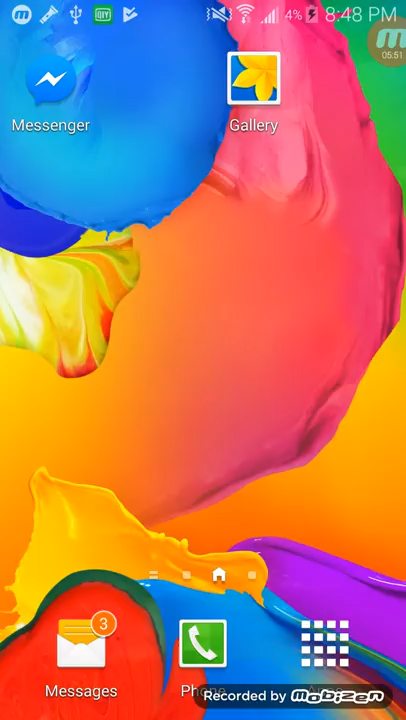 4% 8:48 PM
05:51
Messenger
Gallery
3
Messages
Phone
Recorded by mobizen